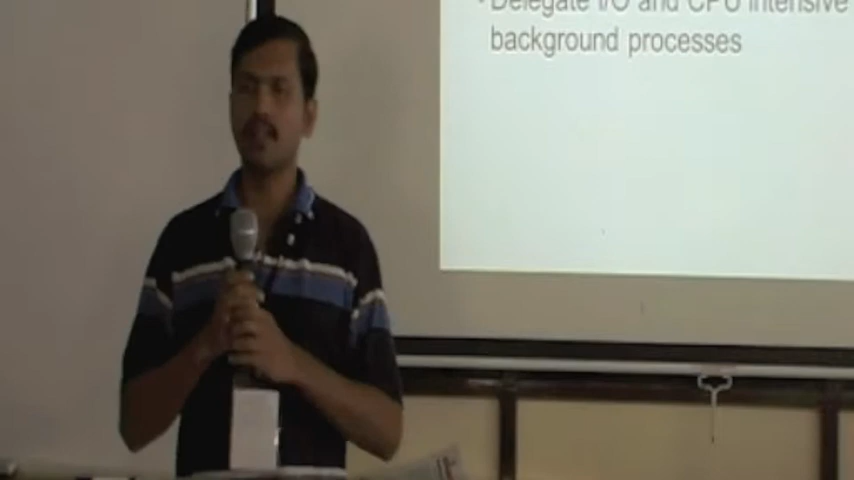 - Delegate I/O and CPU intensive
background processes